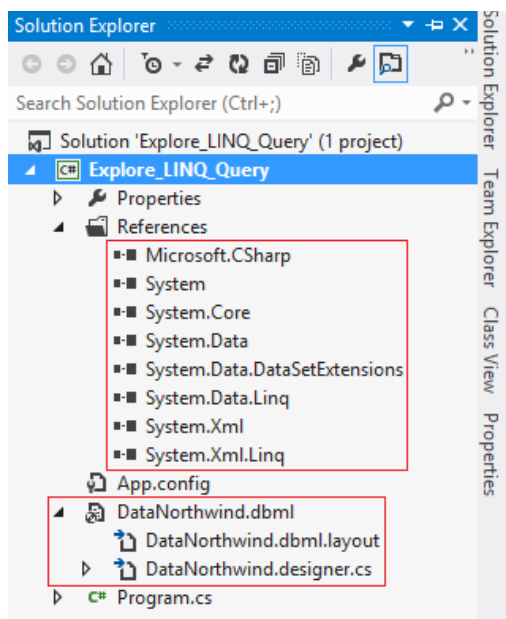 Solution Explorer
Search Solution Explorer (Ctrl+;)
Solution 'Explore_LINQ_Query' (1 project)
C# Explore_LINQ_Query
Properties
References
Microsoft.CSharp
System
System.Core
System.Data
System.Data.DataSetExtensions
System.Data.Linq
System.Xml
System.Xml.Linq
App.config
DataNorthwind.dbml
DataNorthwind.dbml.layout
DataNorthwind.designer.cs
C# Program.cs
Solution Explorer
Team Explorer
Class View
Properties